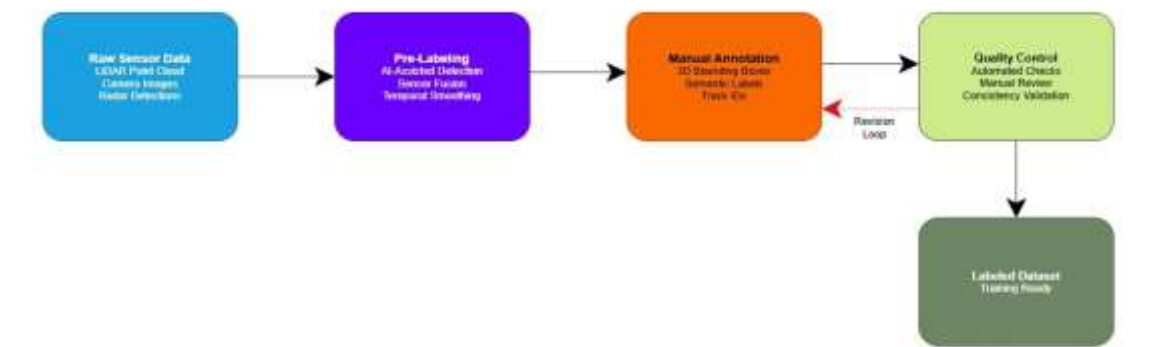 Raw Sensor Data
LiDAR Point Cloud
Camera Images
Radar Detections
Pre-Labeling
AI-Assisted Detection
Sensor Fusion
Temporal Smoothing
Manual Annotation
3D Bounding Boxes
Semantic Labels
Track IDs
Quality Control
Automated Checks
Manual Review
Consistency Validation
Revision
Loop
Labeled Dataset
Training Ready